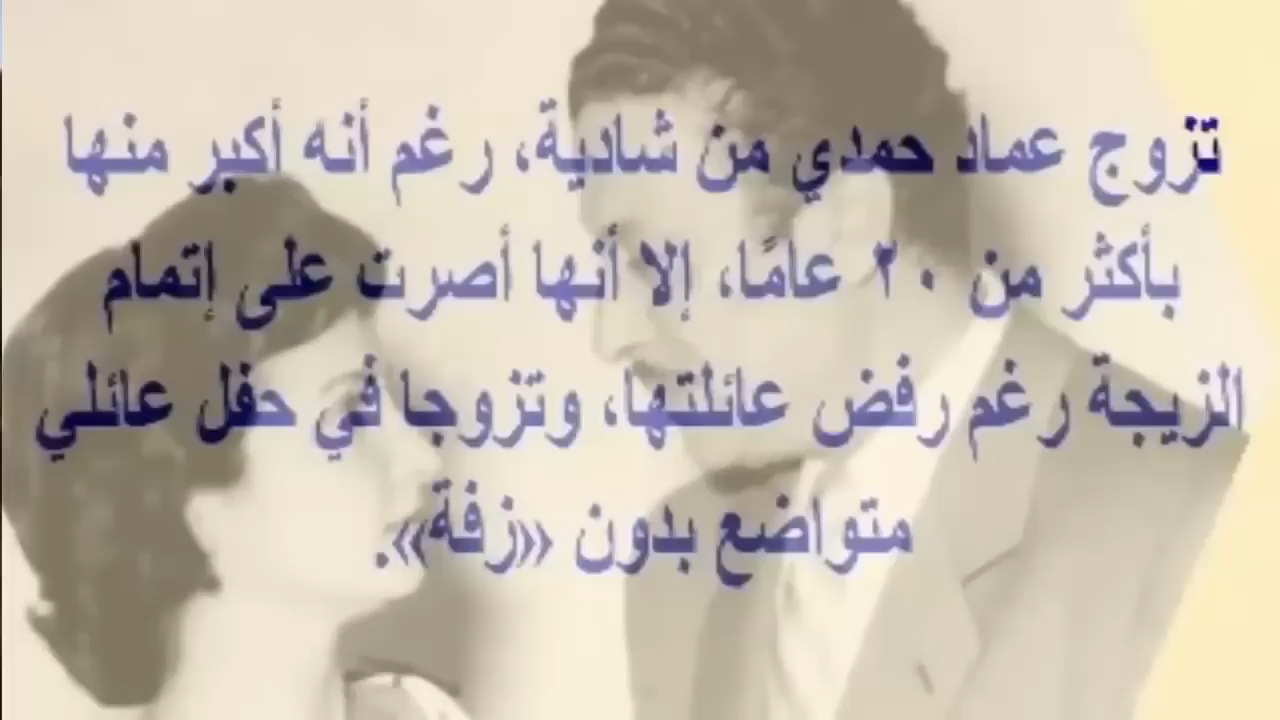 تزوج عماد حمدي من شادية، رغم أنه أكبر منها
بأكثر من ٢٠ عامًا، إلا أنها أصرت على إتمام
الزيجة رغم رفض عائلتها، وتزوجا في حفل عائلي
متواضع بدون «زفة».